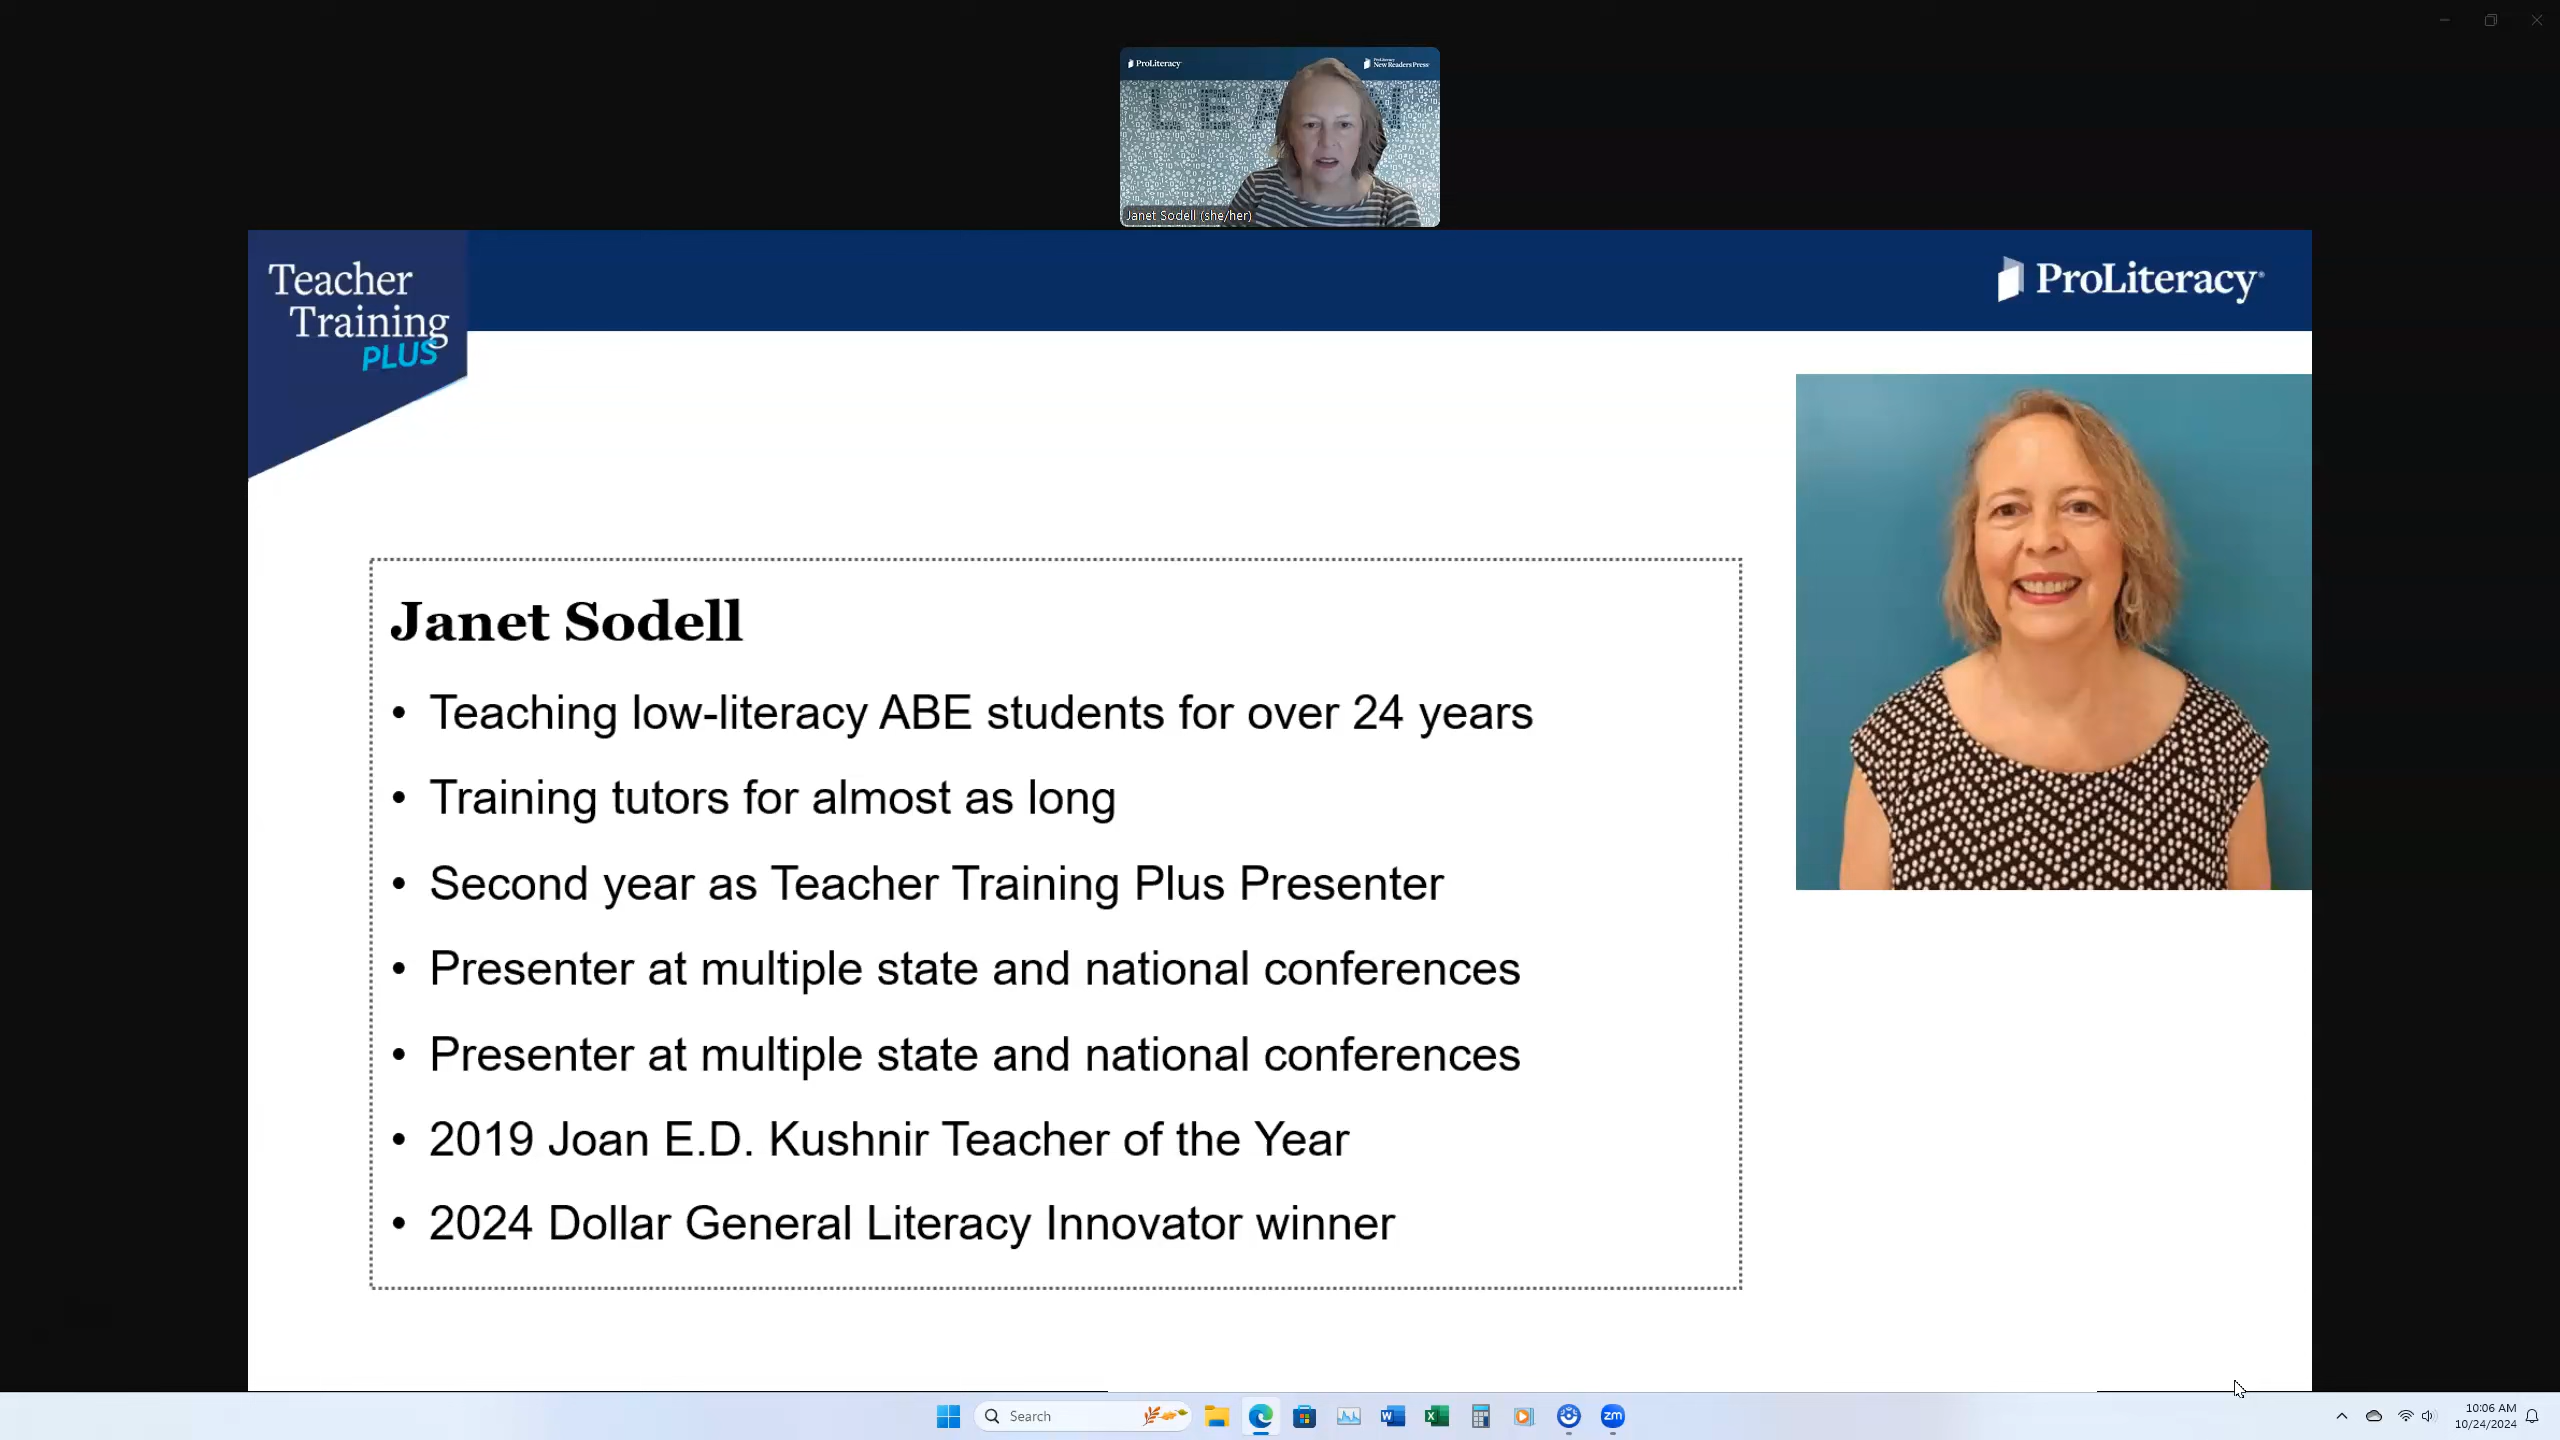 ProLiteracy
ProLiteracy
New Readers Press
LEARN
Janet Sodell (she/her)
Teacher
Training
PLUS
ProLiteracy
Janet Sodell
• Teaching low-literacy ABE students for over 24 years
• Training tutors for almost as long
• Second year as Teacher Training Plus Presenter
• Presenter at multiple state and national conferences
• Presenter at multiple state and national conferences
• 2019 Joan E.D. Kushnir Teacher of the Year
• 2024 Dollar General Literacy Innovator winner
Search
zm
10:06 AM
10/24/2024